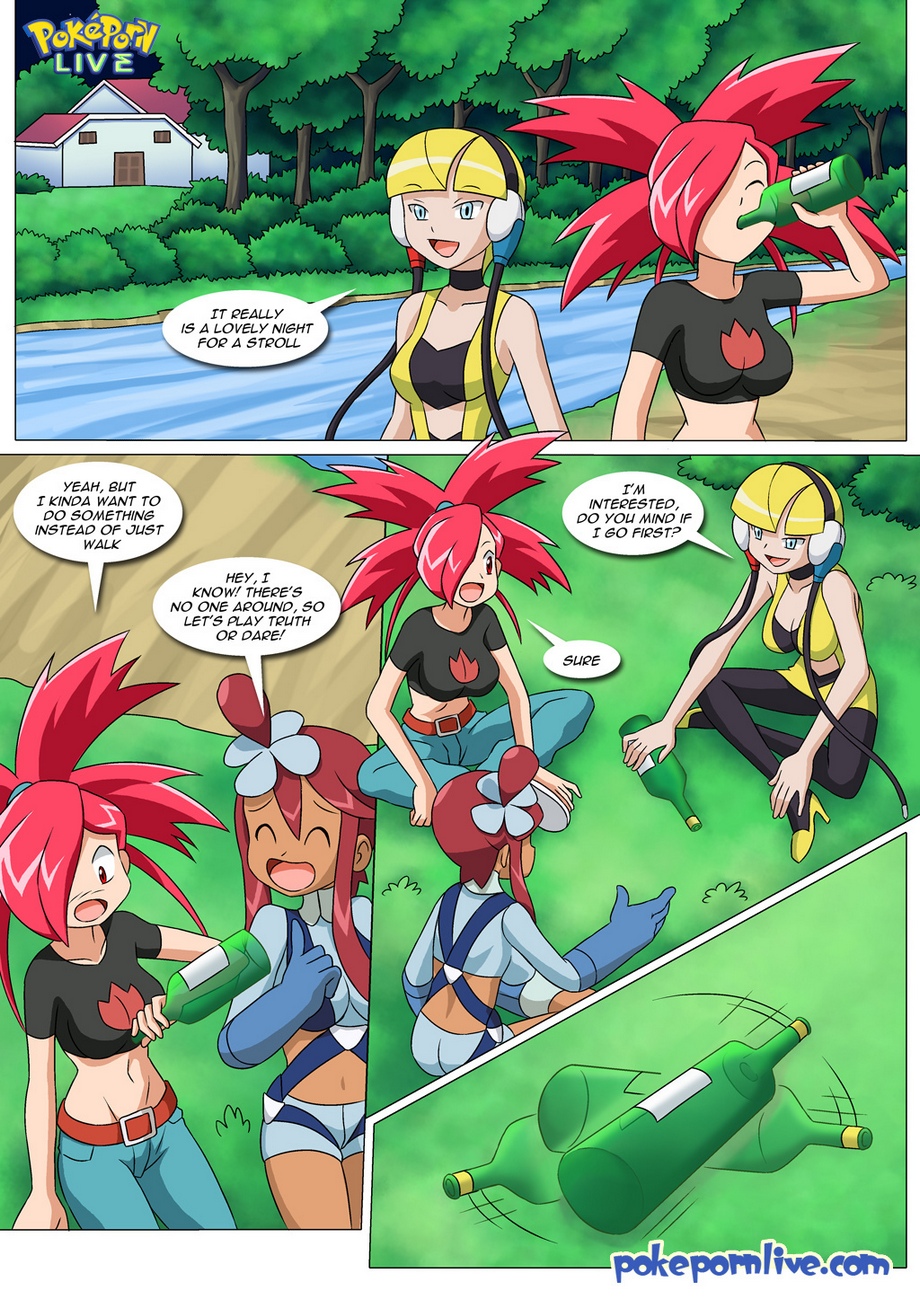 PoKéPorN
LIVE
IT REALLY
IS A LOVELY NIGHT
FOR A STROLL
YEAH, BUT
I KINDA WANT TO
DO SOMETHING
INSTEAD OF JUST
WALK
HEY, I
KNOW! THERE'S
NO ONE AROUND, SO
LET'S PLAY TRUTH
OR DARE!
SURE
I'M
INTERESTED,
DO YOU MIND IF
I GO FIRST?
pokepornlive.com